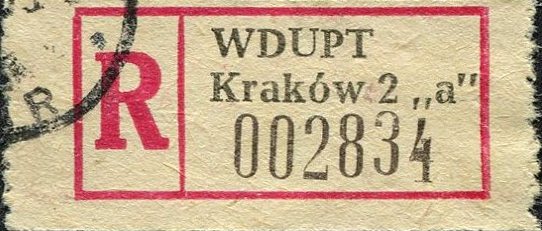 R
WDUPT
Kraków 2 „a”
002834
R